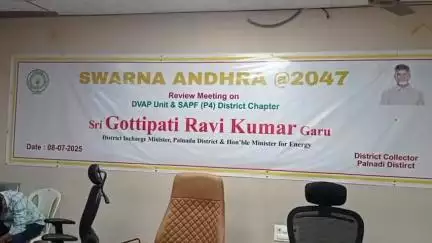 SWARNA ANDHRA @2047
Review Meeting on
DVAP Unit & SAPF (P4) District Chapter
Sri Gottipati Ravi Kumar Garu
District Incharge Minister, Palnadu District & Hon'ble Minister for Energy
Date : 08-07-2025
District Collector
Palnadi Distirct